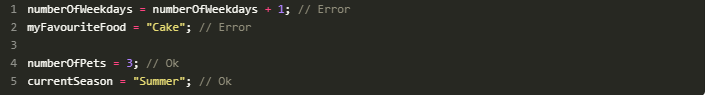 1 numberOfWeekdays = numberOfWeekdays + 1; // Error
2 myFavouriteFood = "Cake"; // Error
3
4 numberOfPets = 3; // Ok
5 currentSeason = "Summer"; // Ok